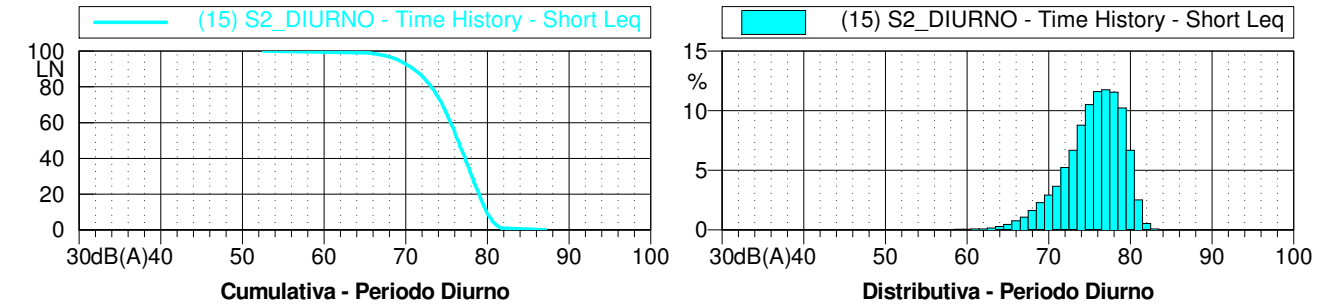 (15) S2_DIURNO - Time History - Short Leq
100
LN
80
60
40
20
0
30dB(A)40 50 60 70 80 90 100
Cumulativa - Periodo Diurno
(15) S2_DIURNO - Time History - Short Leq
15
%
10
5
0
30dB(A)40 50 60 70 80 90 100
Distributiva - Periodo Diurno